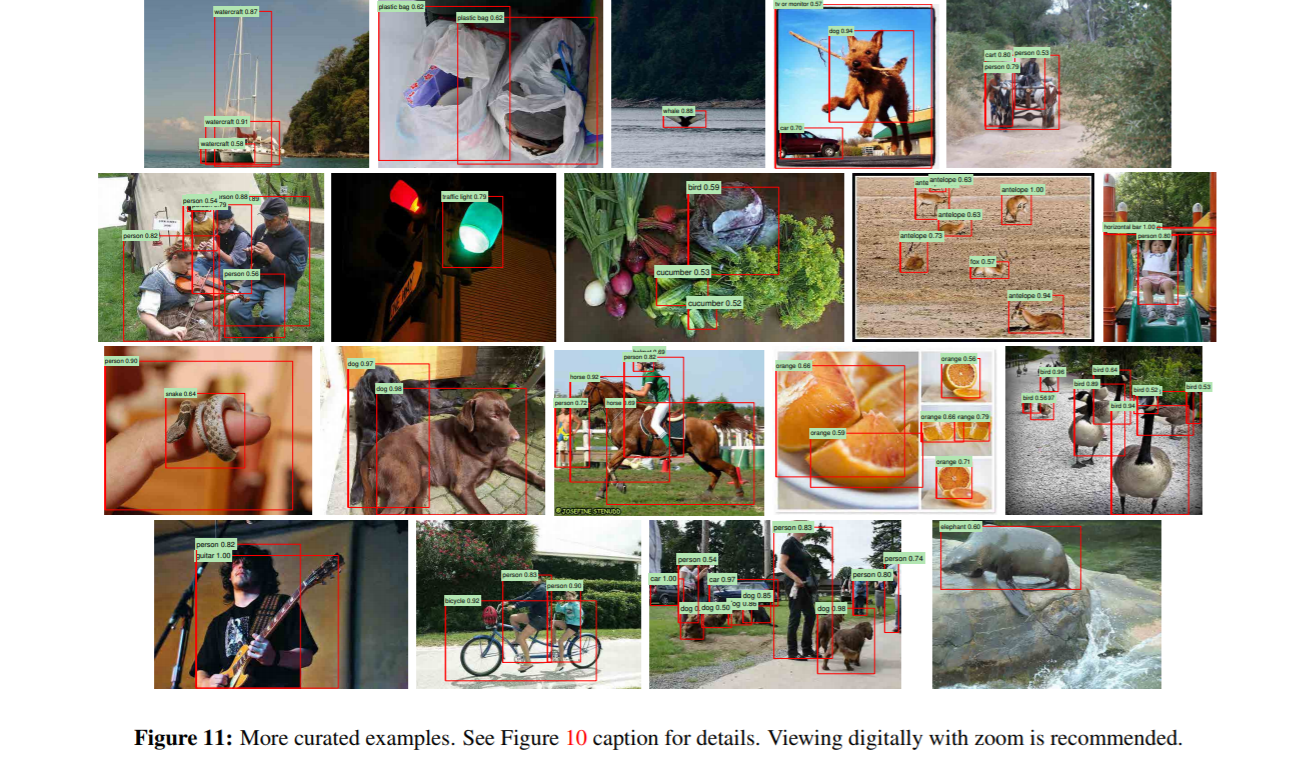 watercraft 0.87
watercraft 0.91
watercraft 0.58
plastic bag 0.62
plastic bag 0.62
whale 0.88
tv or monitor 0.57
dog 0.94
car 0.70
cart 0.80
person 0.53
person 0.79
person 0.54
person 0.82
person 0.56
traffic light 0.79
bird 0.59
cucumber 0.53
cucumber 0.52
antelope 0.63
antelope 1.00
antelope 0.63
antelope 0.73
fox 0.57
antelope 0.94
horizontal bar 1.00
person 0.80
person 0.90
snake 0.64
dog 0.97
dog 0.98
person 0.82
horse 0.92
person 0.72
horse 0.69
© JOSEFINE STENUDD
orange 0.66
orange 0.59
orange 0.56
orange 0.66
range 0.79
orange 0.71
bird 0.96
bird 0.64
bird 0.89
bird 0.52
bird 0.53
bird 0.94
person 0.82
guitar 1.00
person 0.83
person 0.90
bicycle 0.92
person 0.83
person 0.54
person 0.74
car 1.00
car 0.97
person 0.80
dog 0.85
dog 0.50
dog 0.98
elephant 0.60
Figure 11: More curated examples. See Figure 10 caption for details. Viewing digitally with zoom is recommended.